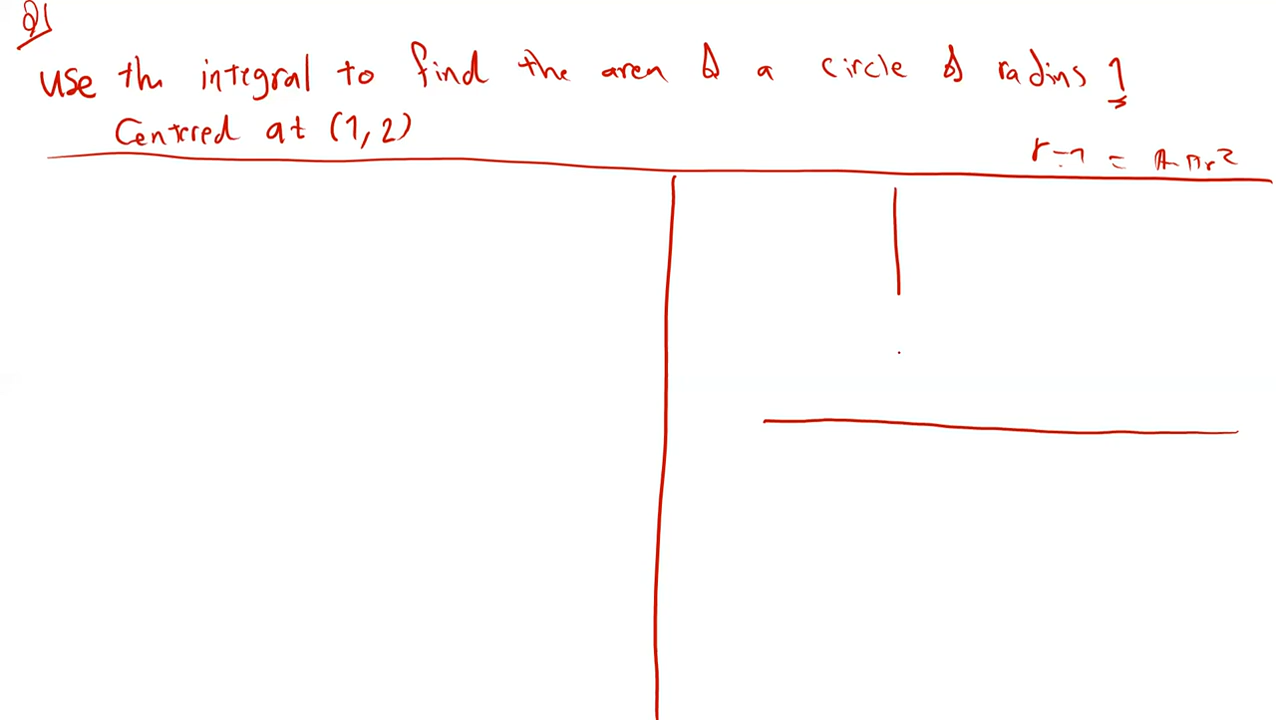 Q1
Use the integral to find the area of a circle of radius 1
Centred at (1, 2)
r=1 = A=πr²